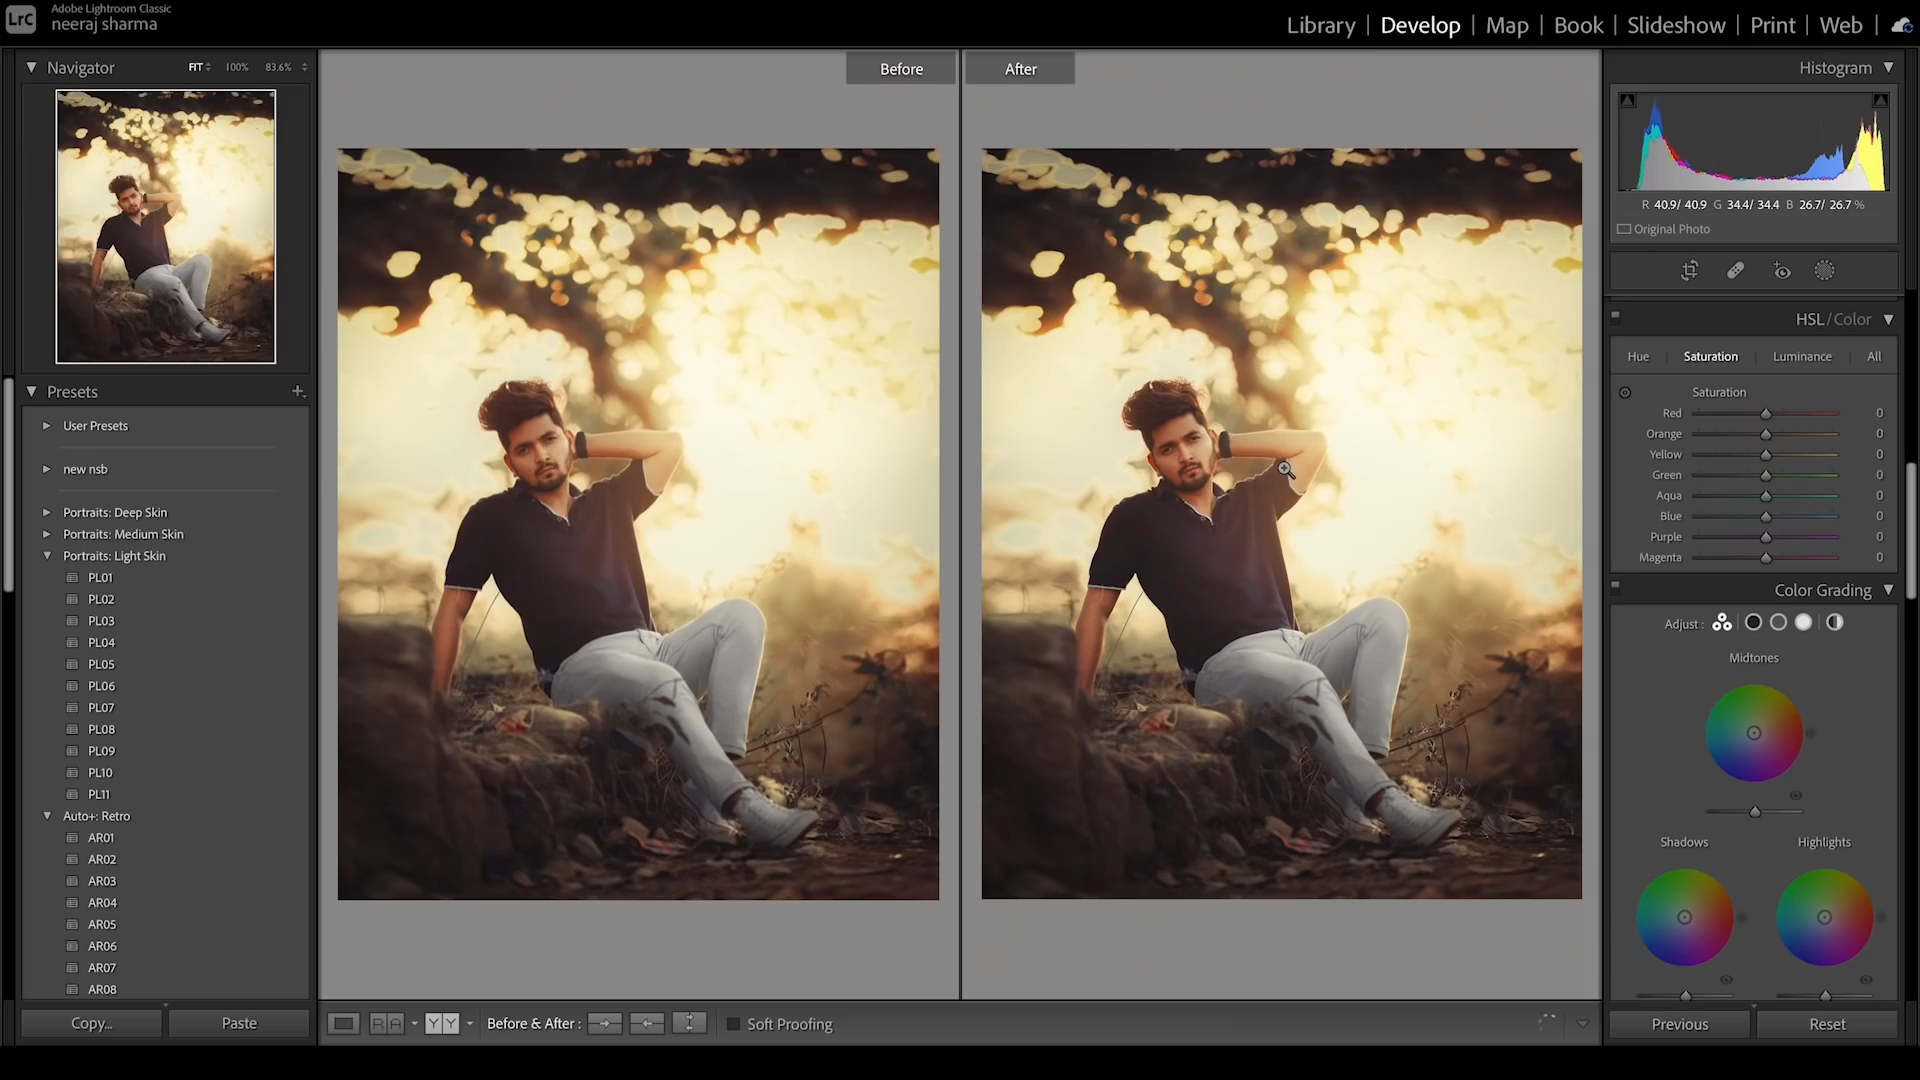 LrC
Adobe Lightroom Classic
neeraj sharma
Library | Develop | Map | Book | Slideshow | Print | Web
Navigator FIT 100% 83.6%
Presets +
User Presets
new nsb
Portraits: Deep Skin
Portraits: Medium Skin
Portraits: Light Skin
PL01
PL02
PL03
PL04
PL05
PL06
PL07
PL08
PL09
PL10
PL11
Auto+: Retro
AR01
AR02
AR03
AR04
AR05
AR06
AR07
AR08
Copy... Paste
Before After
R A Y Y Before & After : Soft Proofing
Histogram
R 40.9/ 40.9 G 34.4/ 34.4 B 26.7/ 26.7 %
Original Photo
HSL / Color
Hue Saturation Luminance All
Saturation
Red 0
Orange 0
Yellow 0
Green 0
Aqua 0
Blue 0
Purple 0
Magenta 0
Color Grading
Adjust :
Midtones
Shadows Highlights
Previous Reset